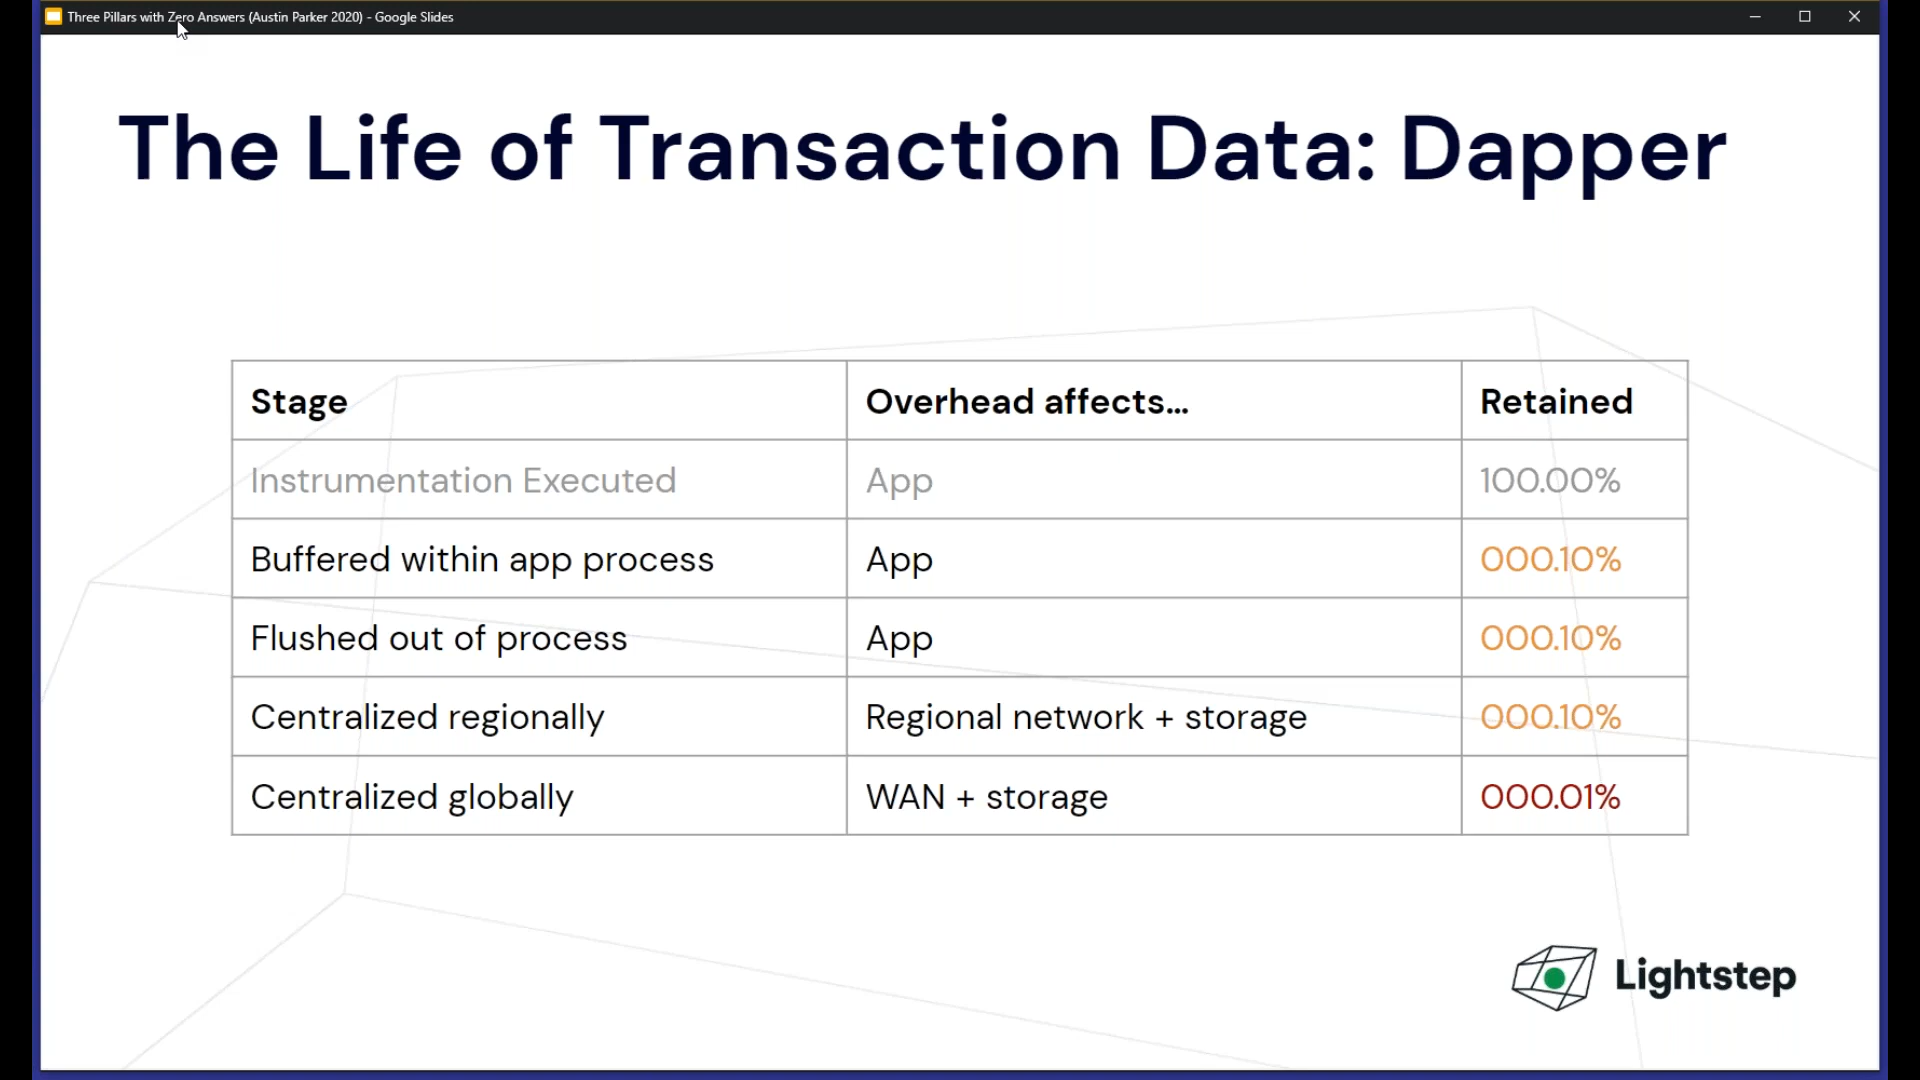 Three Pillars with Zero Answers (Austin Parker 2020) - Google Slides
The Life of Transaction Data: Dapper
Stage Overhead affects... Retained
Instrumentation Executed App 100.00%
Buffered within app process App 000.10%
Flushed out of process App 000.10%
Centralized regionally Regional network + storage 000.10%
Centralized globally WAN + storage 000.01%
Lightstep